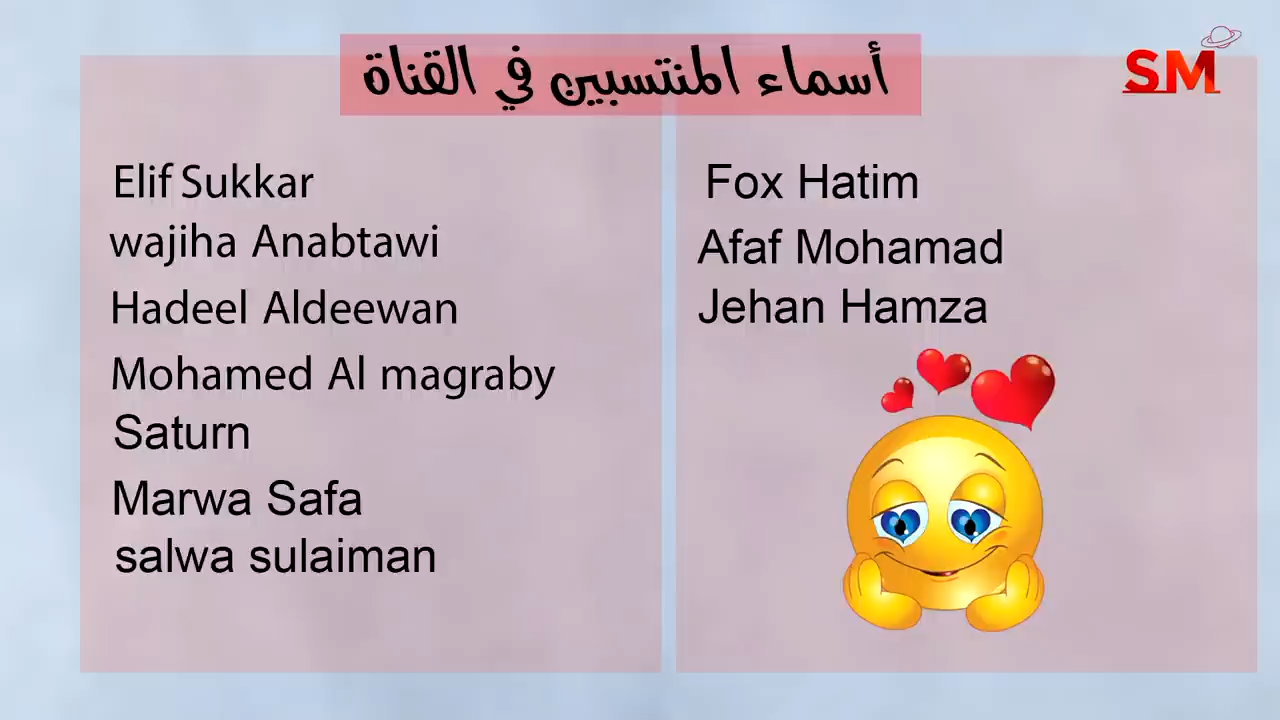 أسماء المنتسبين في القناة
SM
Elif Sukkar
wajiha Anabtawi
Hadeel Aldeewan
Mohamed Al magraby
Saturn
Marwa Safa
salwa sulaiman
Fox Hatim
Afaf Mohamad
Jehan Hamza